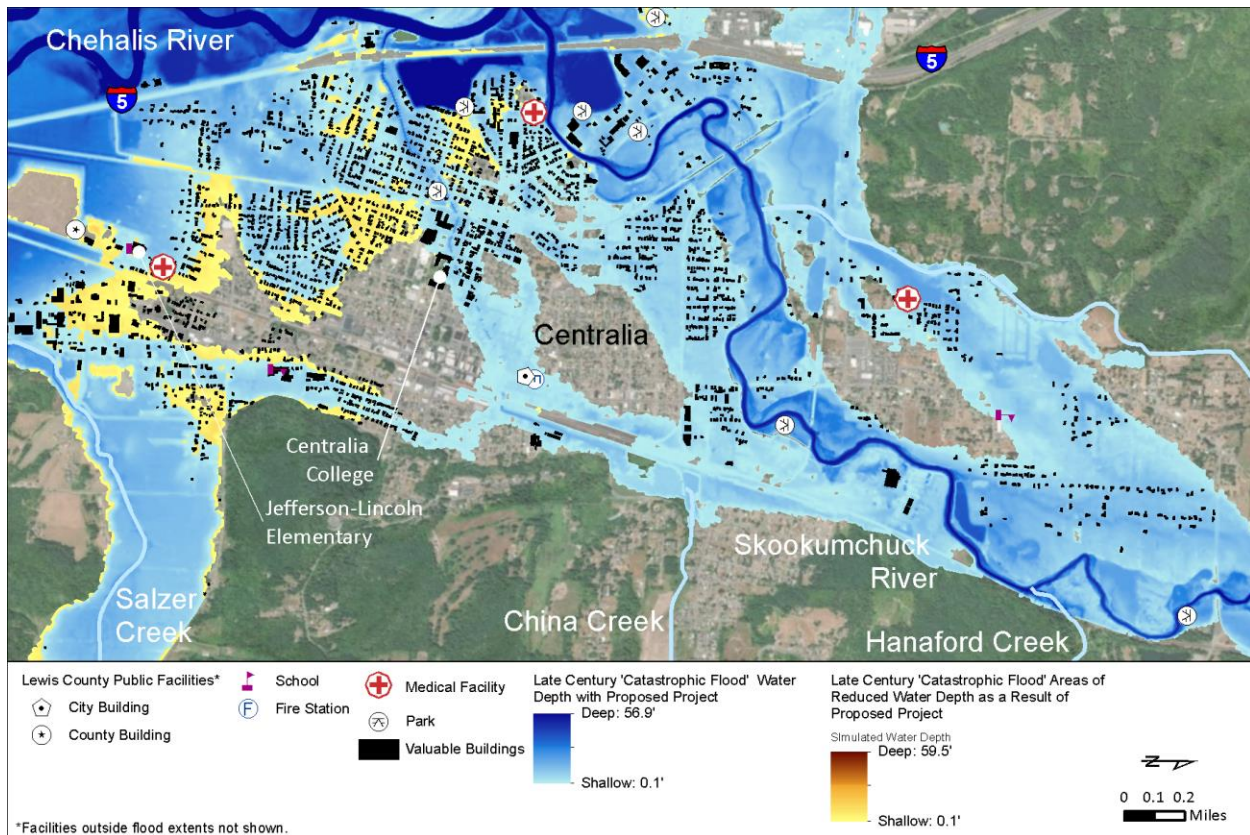 Chehalis River
5
5
Centralia
Centralia
College
Jefferson-Lincoln
Elementary
Skookumchuck
River
Salzer
Creek
China Creek
Hanaford Creek
Lewis County Public Facilities*
City Building
County Building
School
F Fire Station
Medical Facility
Park
Valuable Buildings
Late Century 'Catastrophic Flood' Water
Depth with Proposed Project
Deep: 56.9'
Shallow: 0.1'
Late Century 'Catastrophic Flood' Areas of
Reduced Water Depth as a Result of
Proposed Project
Simulated Water Depth
Deep: 59.5'
Shallow: 0.1'
Z
0 0.1 0.2
Miles
*Facilities outside flood extents not shown.